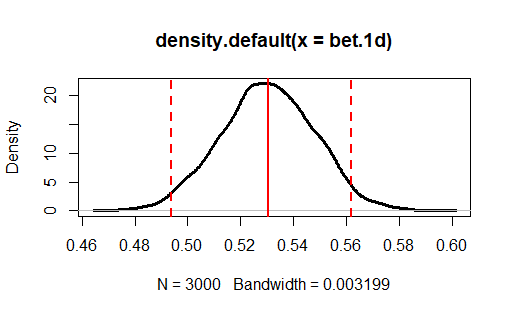 density.default(x = bet.1d)
Density
20
10
5
0
0.46 0.48 0.50 0.52 0.54 0.56 0.58 0.60
N = 3000 Bandwidth = 0.003199